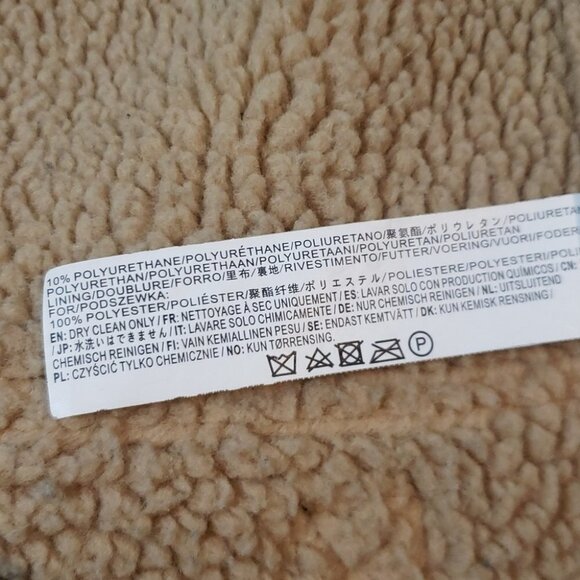 10% POLYURETHANE/POLYURÉTHANE/POLIURETANO/聚氨酯/ポリウレタン/POLIURETA
POLYURETHAN/POLYURETHAAN/POLYURETAANI/POLYURETAN/POLIURETAN
LINING/DOUBLURE/FORRO/里布/裏地/RIVESTIMENTO/FUTTER/VOERING/VUORI/FODER
FOR/PODSZEWKA:
100% POLYESTER/POLIÉSTER/聚酯纤维/ポリエステル/POLIESTERE/POLYESTERI/POLI
EN: DRY CLEAN ONLY / FR: NETTOYAGE À SEC UNIQUEMENT / ES: LAVAR SOLO CON PRODUCTION QUÍMICOS / CN:
/ JP: 水洗いはできません / IT: LAVARE SOLO CHIMICAMENTE / DE: NUR CHEMISCH REINIGEN / NL: UITSLUITEND
CHEMISCH REINIGEN / FI: VAIN KEMIALLINEN PESU / SE: ENDAST KEMTVÄTT / DK: UN KEMISK RENSNING /
PL: CZYŚCIĆ TYLKO CHEMICZNIE / NO: KUN TØRRENSING.
P